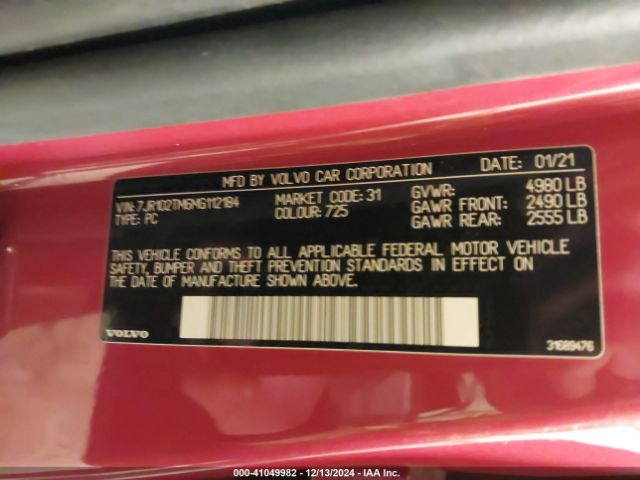 MFD BY VOLVO CAR CORPORATION DATE: 01/21
VIN: 7JR102TM6MG112184 MARKET CODE: 31 GVWR: 4980 LB
TYPE: PC COLOUR: 725 GAWR FRONT: 2490 LB
GAWR REAR: 2555 LB
THIS VEHICLE CONFORMS TO ALL APPLICABLE FEDERAL MOTOR VEHICLE
SAFETY, BUMPER AND THEFT PREVENTION STANDARDS IN EFFECT ON
THE DATE OF MANUFACTURE SHOWN ABOVE.
VOLVO 31689476
000-41049982 - 12/13/2024 - IAA Inc.